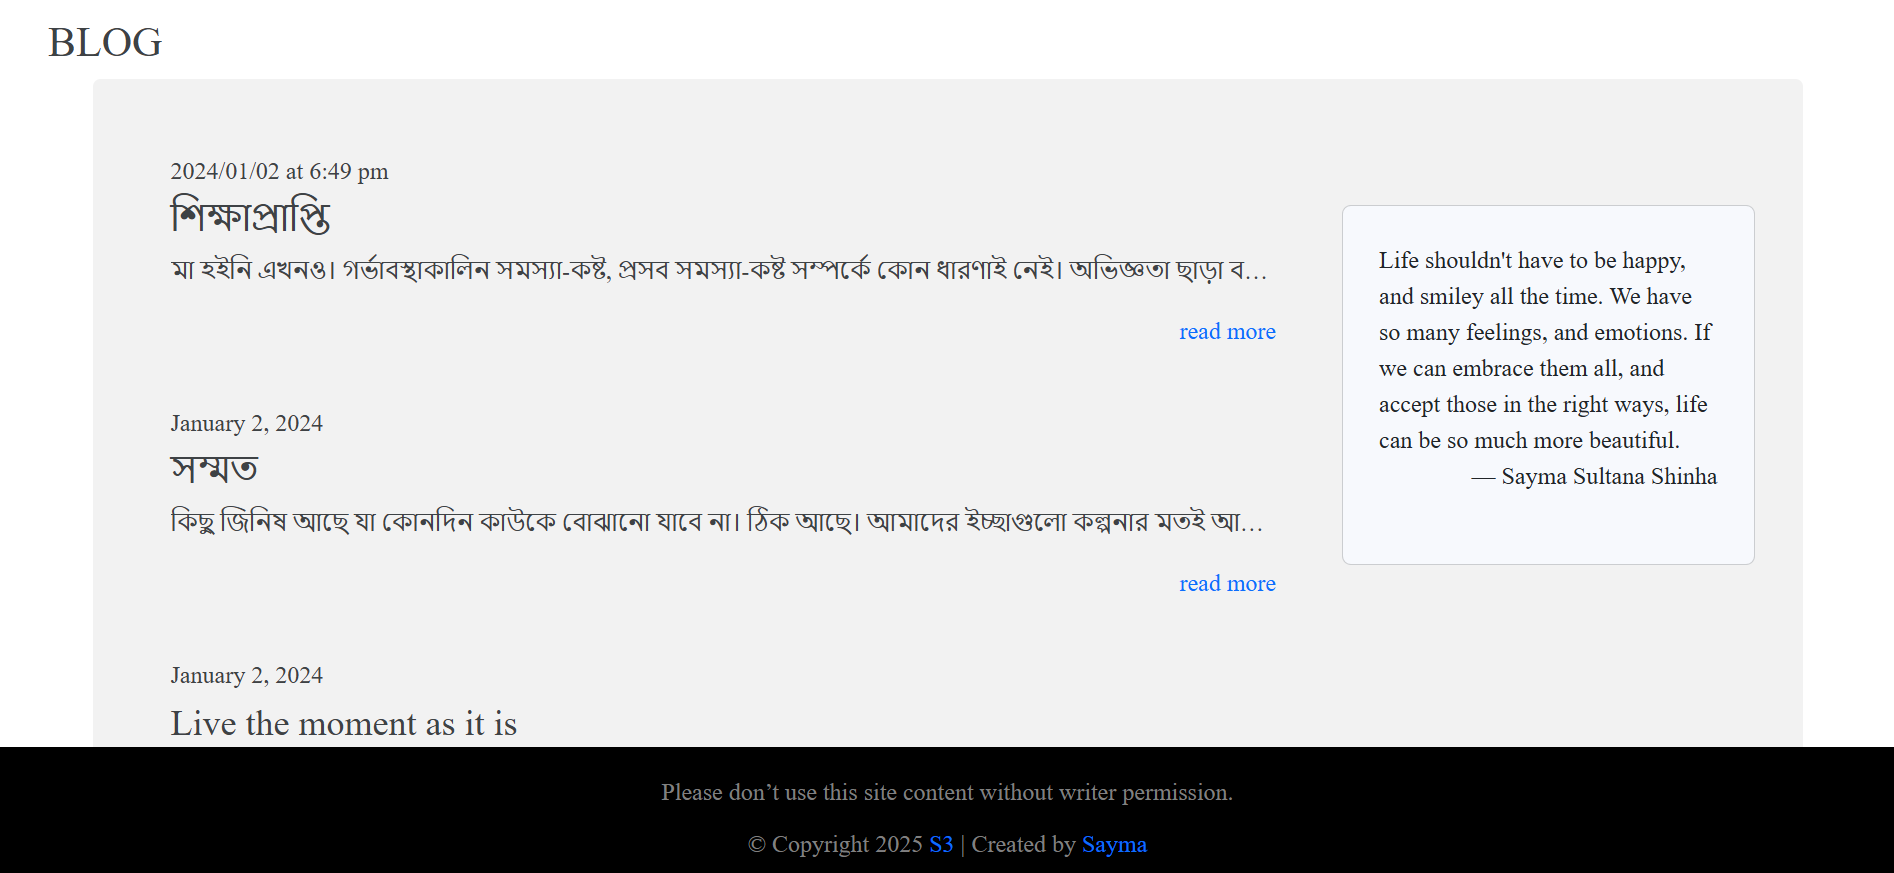 BLOG
2024/01/02 at 6:49 pm
শিক্ষাপ্রাপ্তি
মা হইনি এখনও। গর্ভাবস্থাকালিন সমস্যা-কষ্ট, প্রসব সমস্যা-কষ্ট সম্পর্কে কোন ধারণাই নেই। অভিজ্ঞতা ছাড়া ব...
read more
January 2, 2024
সম্মত
কিছু জিনিষ আছে যা কোনদিন কাউকে বোঝানো যাবে না। ঠিক আছে। আমাদের ইচ্ছাগুলো কল্পনার মতই আ...
read more
January 2, 2024
Live the moment as it is
Life shouldn't have to be happy,
and smiley all the time. We have
so many feelings, and emotions. If
we can embrace them all, and
accept those in the right ways, life
can be so much more beautiful.
— Sayma Sultana Shinha
Please don’t use this site content without writer permission.
© Copyright 2025 S3 | Created by Sayma